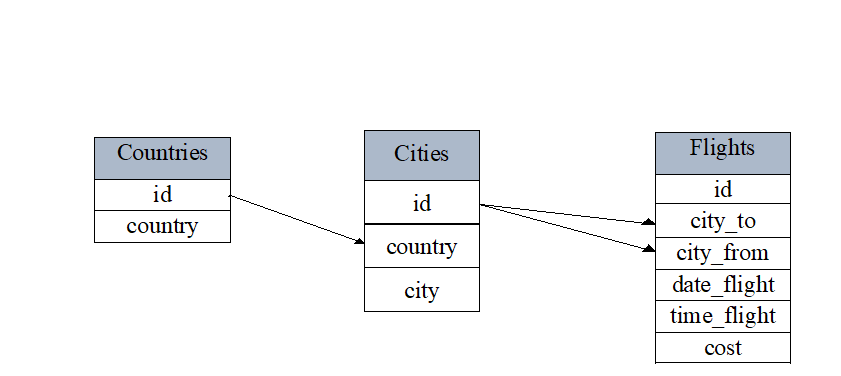 Countries
id
country
Cities
id
country
city
Flights
id
city_to
city_from
date_flight
time_flight
cost